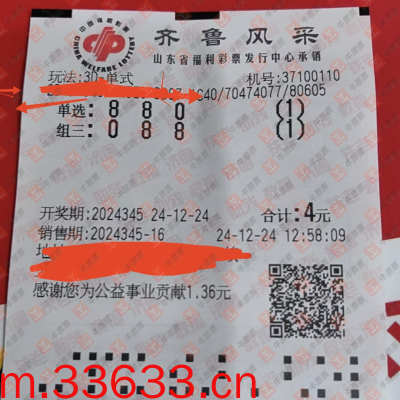 中国福利彩票
CHINA WELFARE LOTTERY
齐鲁风采
山东省福利彩票发行中心承销
玩法:3D-单式 机号:37100110
40/70474077/80605
单选: 8 8 0 {1}
组三: 0 8 8 {1}
开奖期:2024345 24-12-24 合计:4元
销售期:2024345-16 24-12-24 12:58:09
感谢您为公益事业贡献1.36元
m.33633.cn